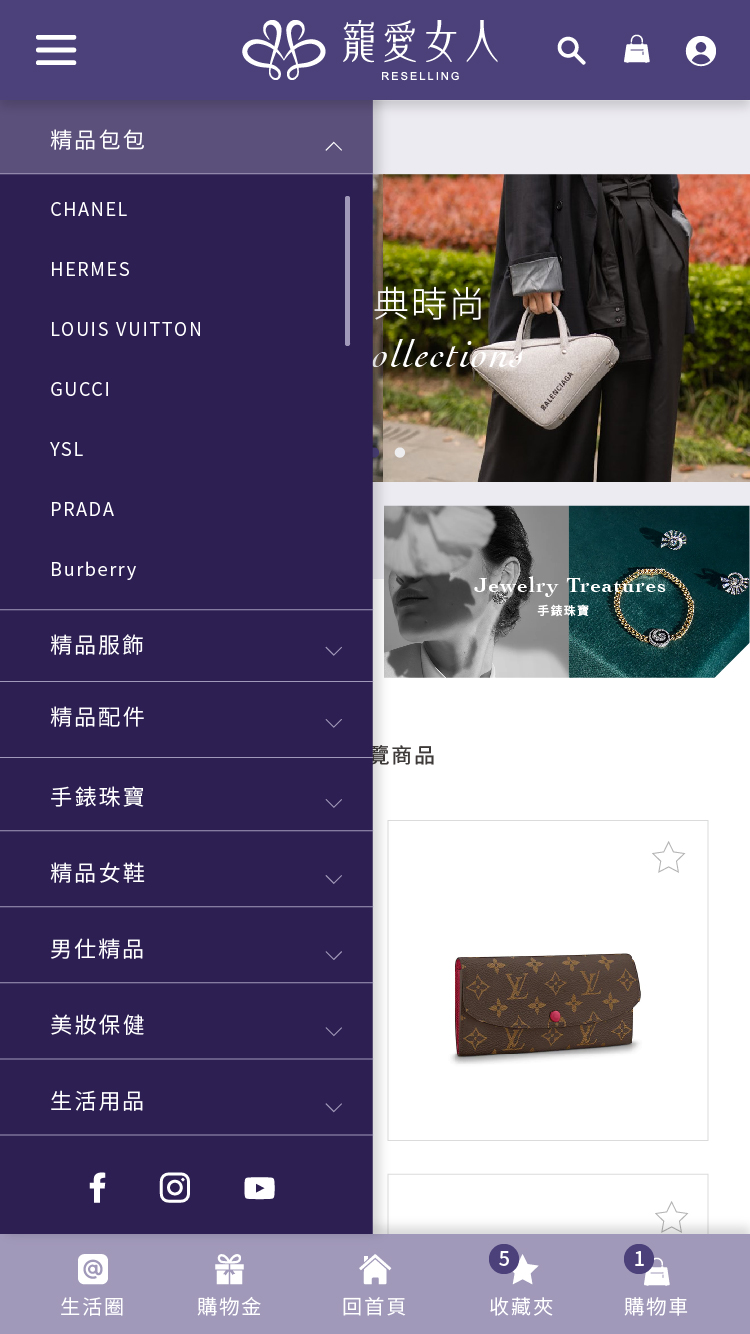 寵愛女人
RESELLING
精品包包
CHANEL
HERMES
LOUIS VUITTON
GUCCI
YSL
PRADA
Burberry
精品服飾
精品配件
手錶珠寶
精品女鞋
男仕精品
美妝保健
生活用品
典時尚
ollections
BALENCIAGA
Jewelry Treatures
手錶珠寶
覽商品
5
1
生活圈
購物金
回首頁
收藏夾
購物車